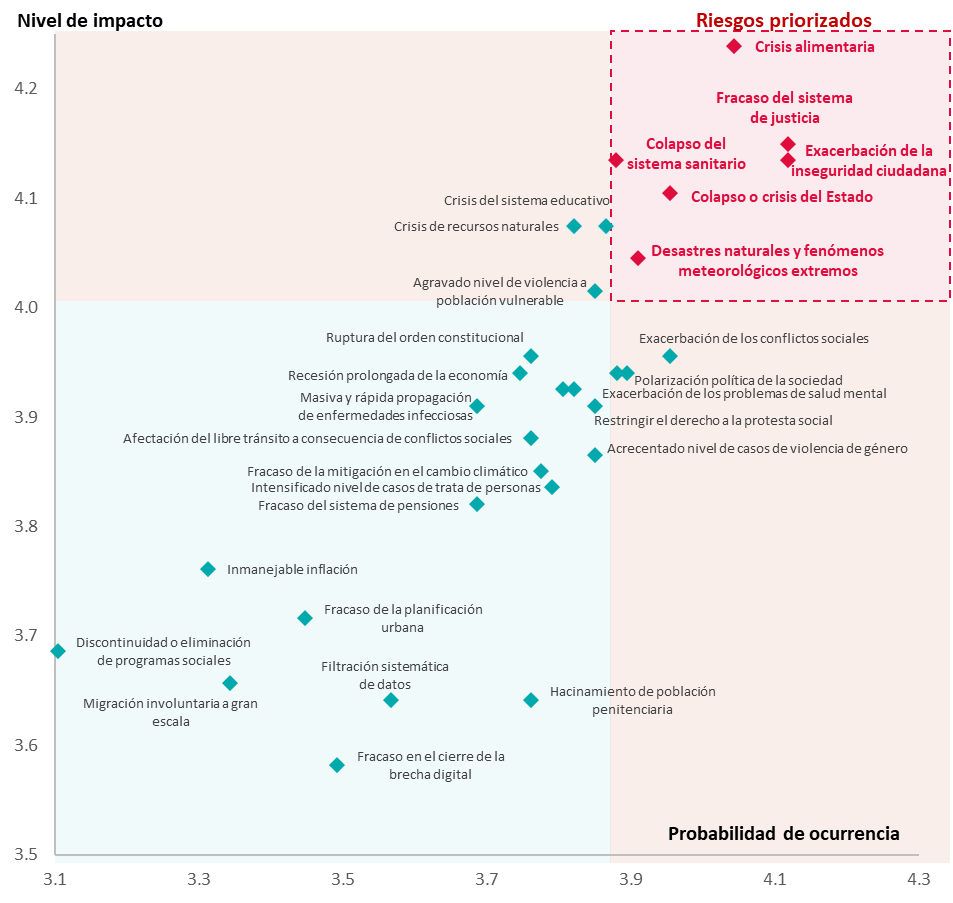 Nivel de impacto
Riesgos priorizados
Crisis alimentaria
4.2
Fracaso del sistema
de justicia
Colapso del
sistema sanitario
Exacerbación de la
inseguridad ciudadana
4.1
Colapso o crisis del Estado
Crisis del sistema educativo
Crisis de recursos naturales
Desastres naturales y fenómenos
meteorológicos extremos
Agravado nivel de violencia a
población vulnerable
4.0
Ruptura del orden constitucional
Exacerbación de los conflictos sociales
Recesión prolongada de la economía
Polarización política de la sociedad
Exacerbación de los problemas de salud mental
Masiva y rápida propagación
de enfermedades infecciosas
3.9
Restringir el derecho a la protesta social
Afectación del libre tránsito a consecuencia de conflictos sociales
Acrecentado nivel de casos de violencia de género
Fracaso de la mitigación en el cambio climático
Intensificado nivel de casos de trata de personas
Fracaso del sistema de pensiones
3.8
Inmanejable inflación
Fracaso de la planificación
urbana
3.7
Discontinuidad o eliminación
de programas sociales
Filtración sistemática
de datos
Migración involuntaria a gran
escala
Hacinamiento de población
penitenciaria
3.6
Fracaso en el cierre de la
brecha digital
Probabilidad de ocurrencia
3.5
3.1
3.3
3.5
3.7
3.9
4.1
4.3